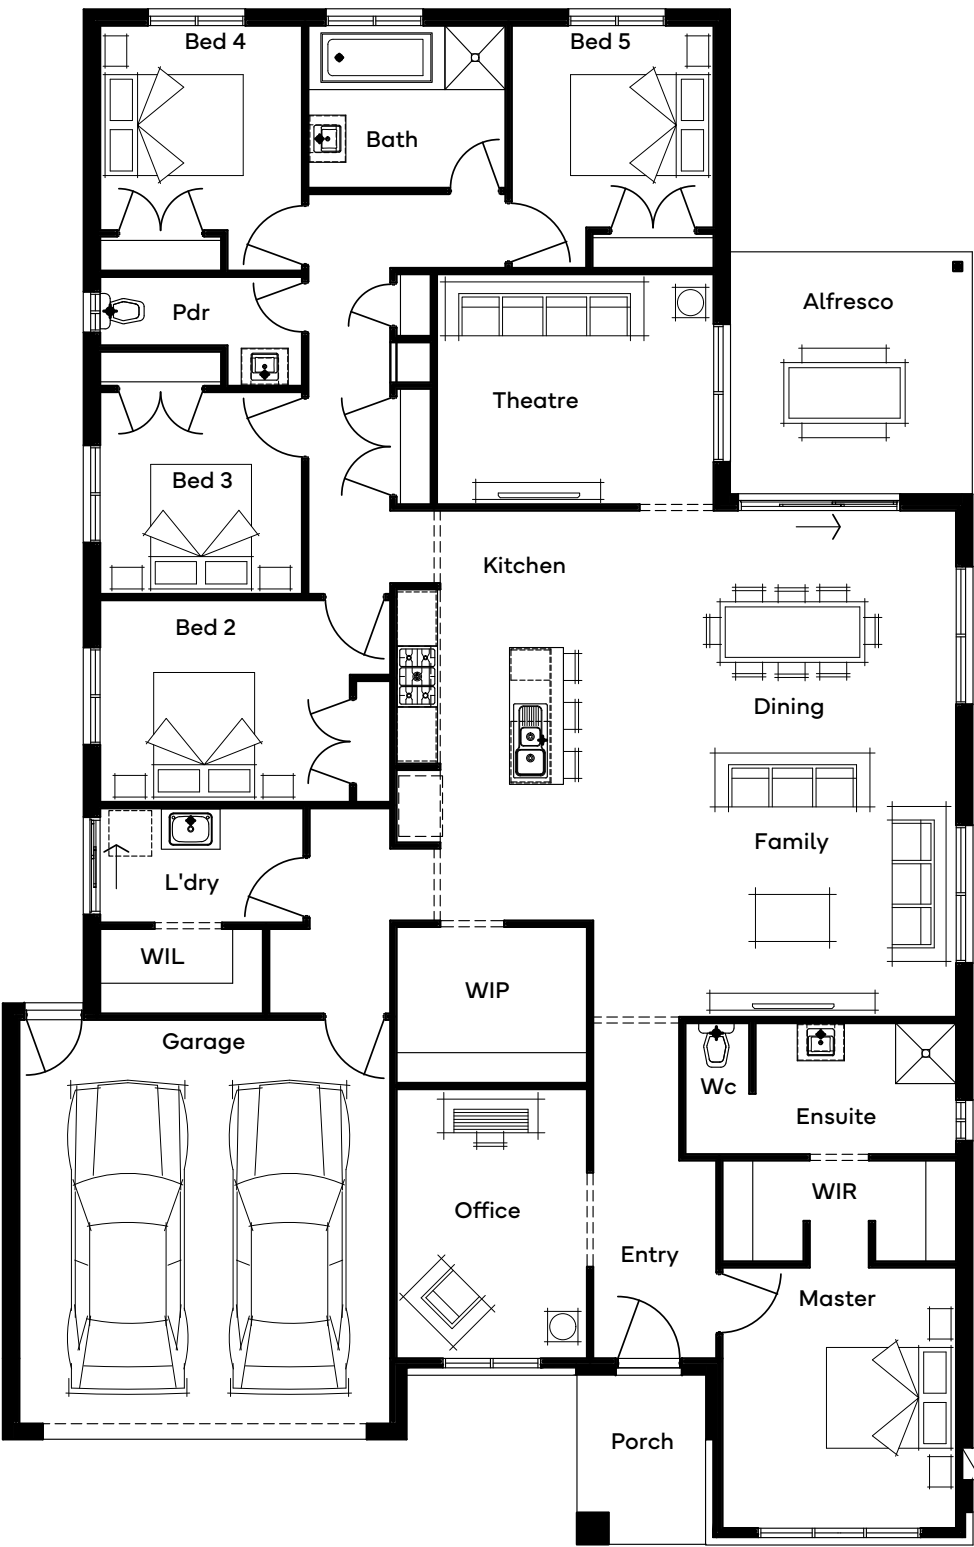 Bed 4
Bed 5
Bath
Pdr
Alfresco
Theatre
Bed 3
Kitchen
Bed 2
Dining
Family
L'dry
WIL
WIP
Garage
Wc
Ensuite
WIR
Office
Entry
Master
Porch